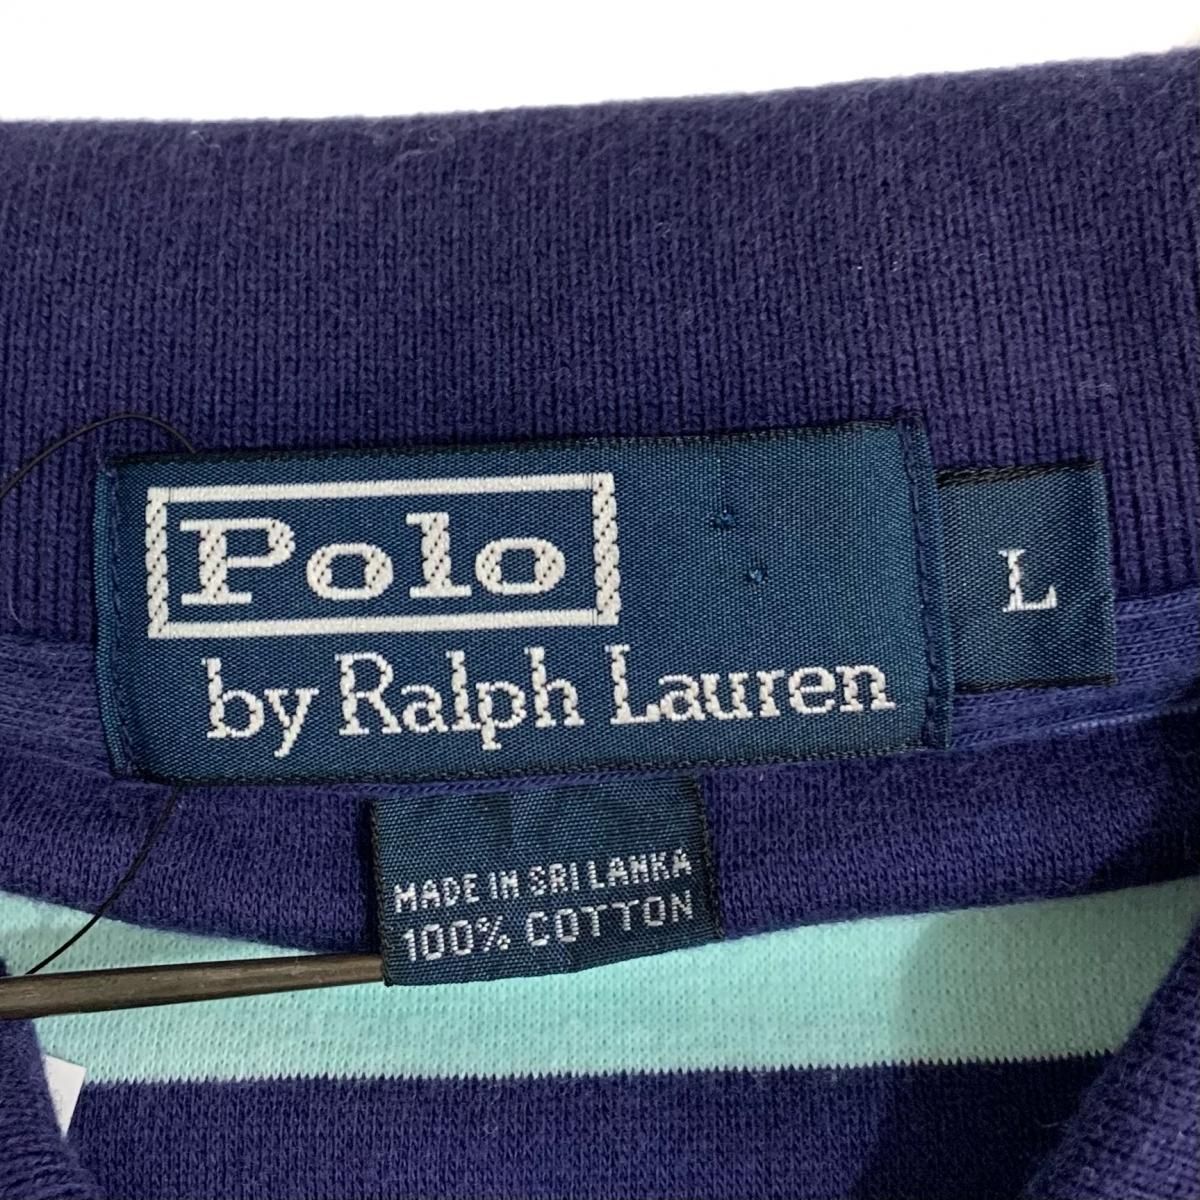 Polo
by Ralph Lauren
L
MADE IN SRI LANKA
100% COTTON